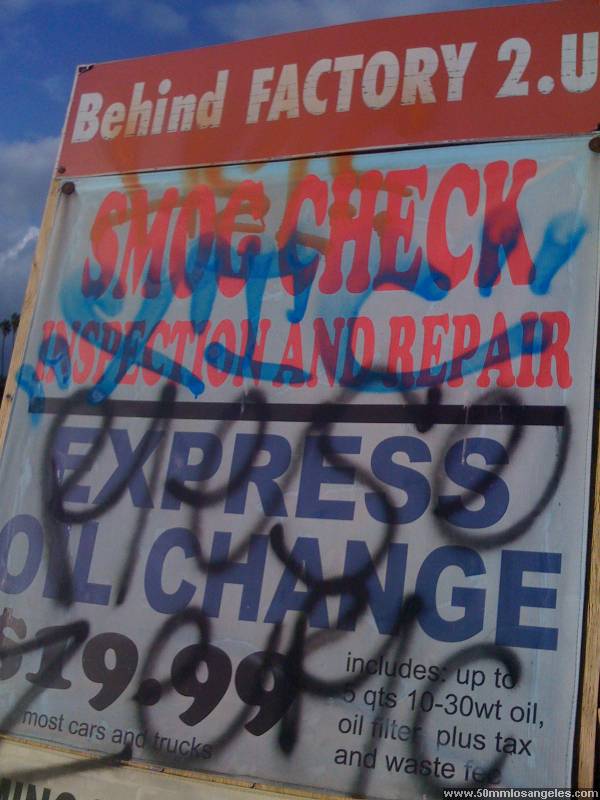 Behind FACTORY 2.U
SMOG CHECK
INSPECTION AND REPAIR
EXPRESS
OIL CHANGE
$19.99
most cars and trucks
includes: up to
5 qts 10-30wt oil,
oil filter plus tax
and waste fee
www.50mmlosangeles.com